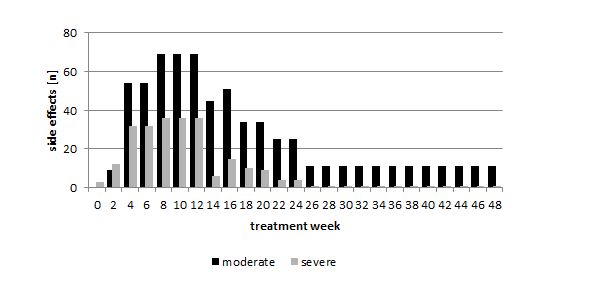 80
60
40
20
0
side effects [n]
0 2 4 6 8 10 12 14 16 18 20 22 24 26 28 30 32 34 36 38 40 42 44 46 48
treatment week
moderate severe